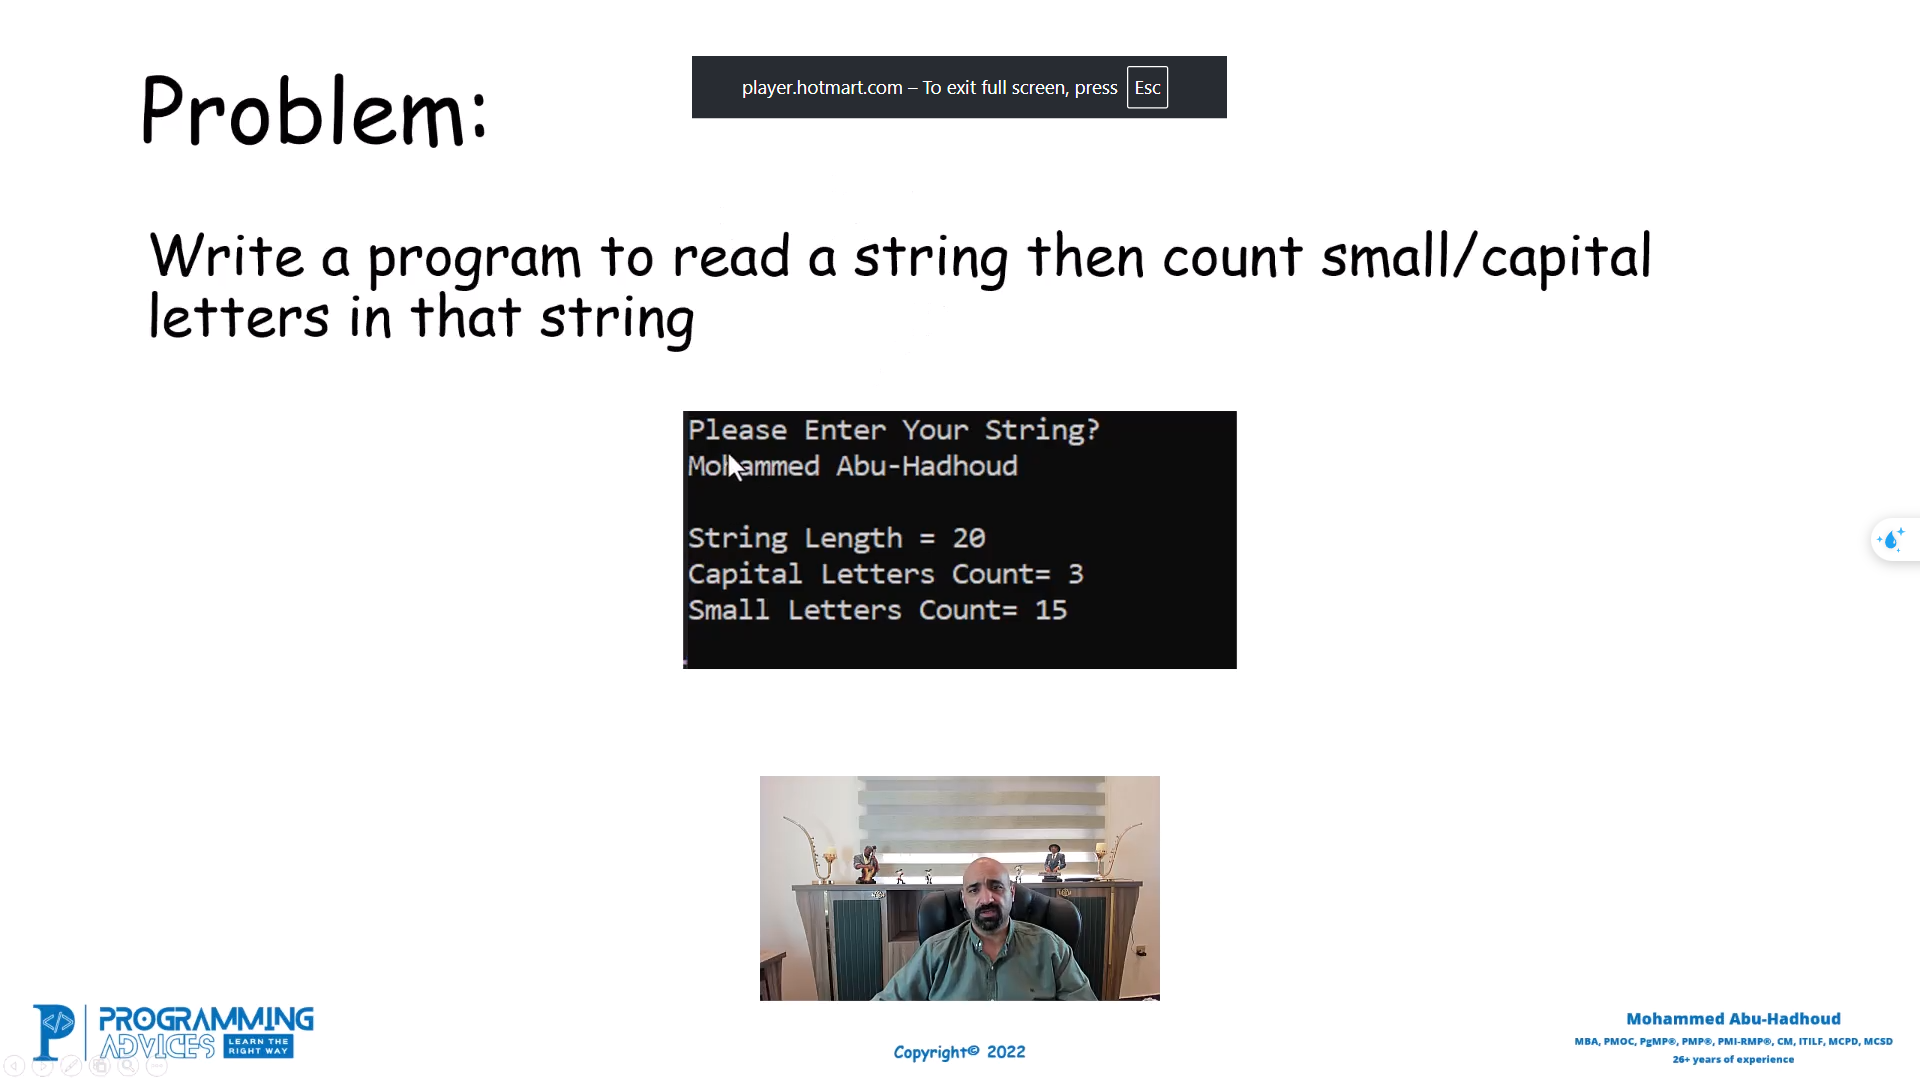 Problem:
player.hotmart.com – To exit full screen, press Esc
Write a program to read a string then count small/capital
letters in that string
Please Enter Your String?
Mohammed Abu-Hadhoud
String Length = 20
Capital Letters Count= 3
Small Letters Count= 15
PROGRAMMING
ADVICES
LEARN THE
RIGHT WAY
Copyright© 2022
Mohammed Abu-Hadhoud
MBA, PMOC, PgMP®, PMP®, PMI-RMP®, CM, ITILF, MCPD, MCSD
26+ years of experience